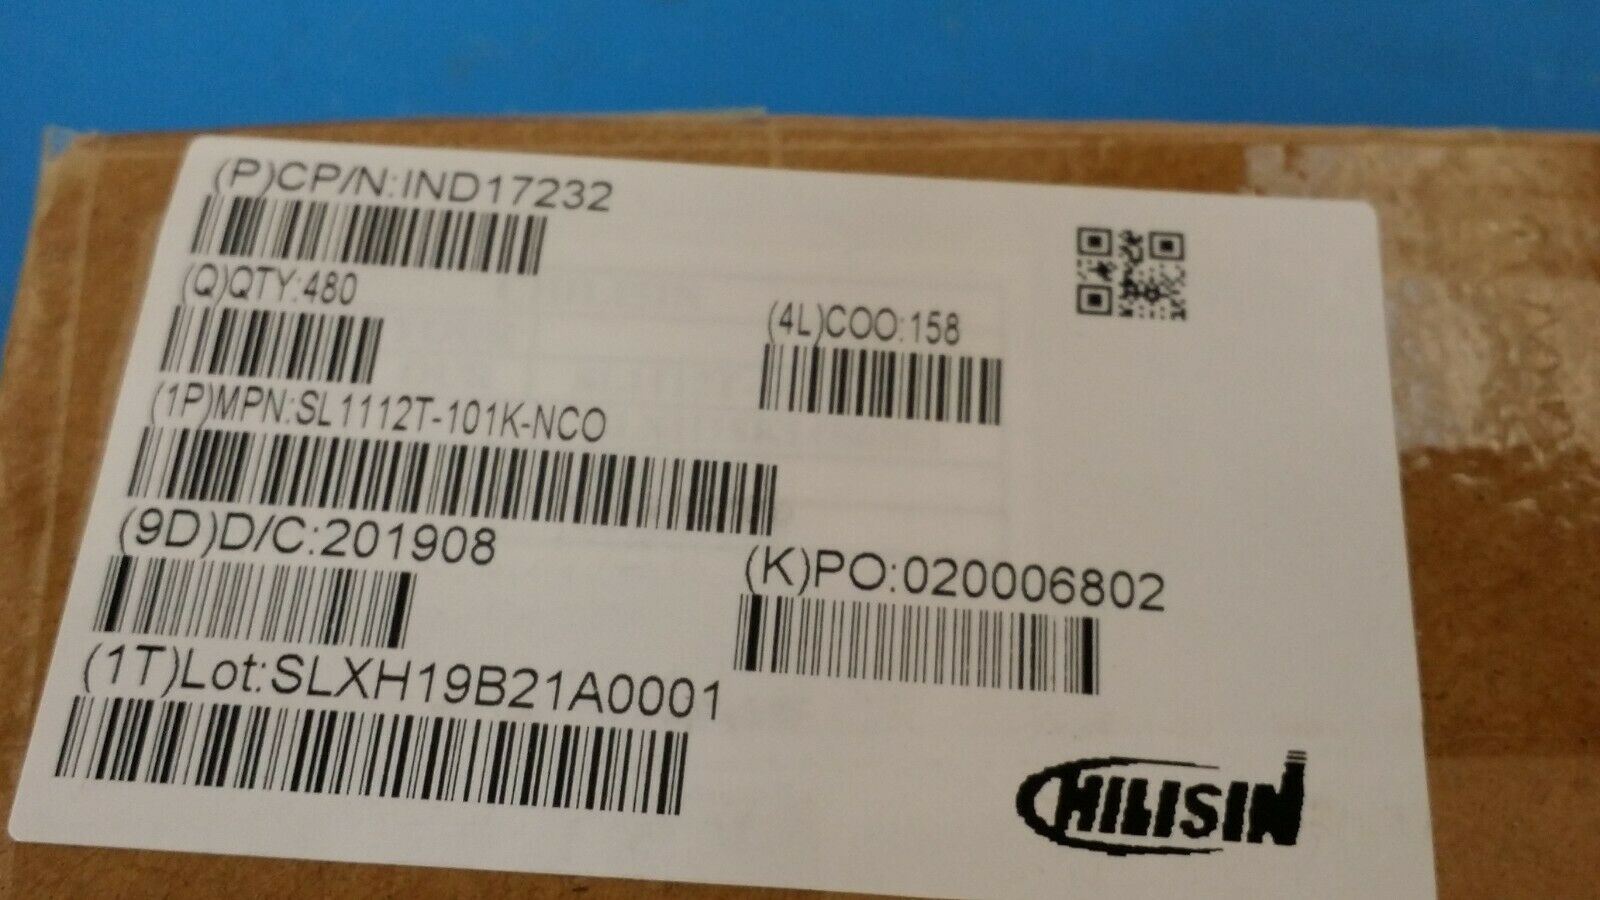 (P)CP/N:IND17232
(Q)QTY:480
(4L)COO:158
(1P)MPN:SL1112T-101K-NCO
(9D)D/C:201908
(K)PO:020006802
(1T)Lot:SLXH19B21A0001
CHILISIN